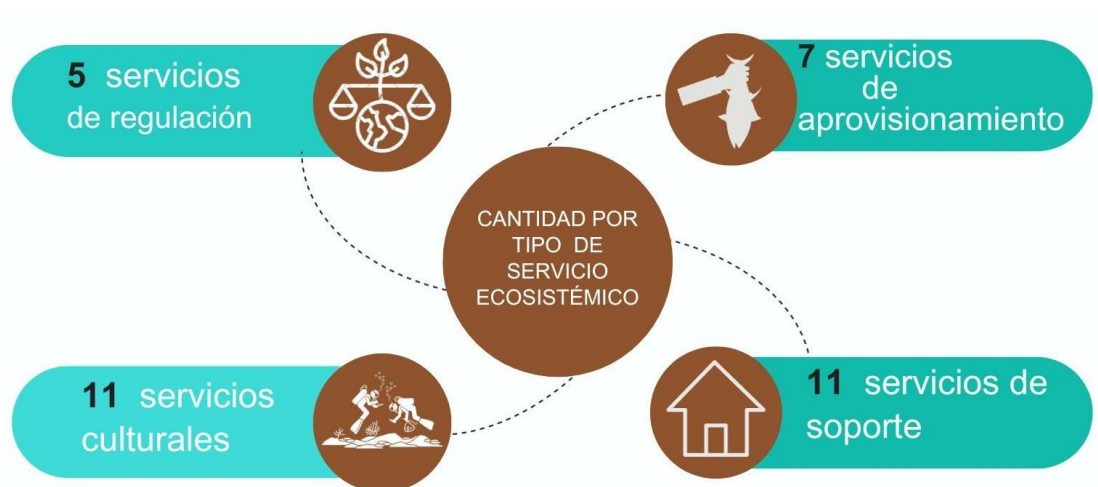 5 servicios
de regulación
7 servicios
de
aprovisionamiento
CANTIDAD POR
TIPO DE
SERVICIO
ECOSISTÉMICO
11 servicios
culturales
11 servicios de
soporte